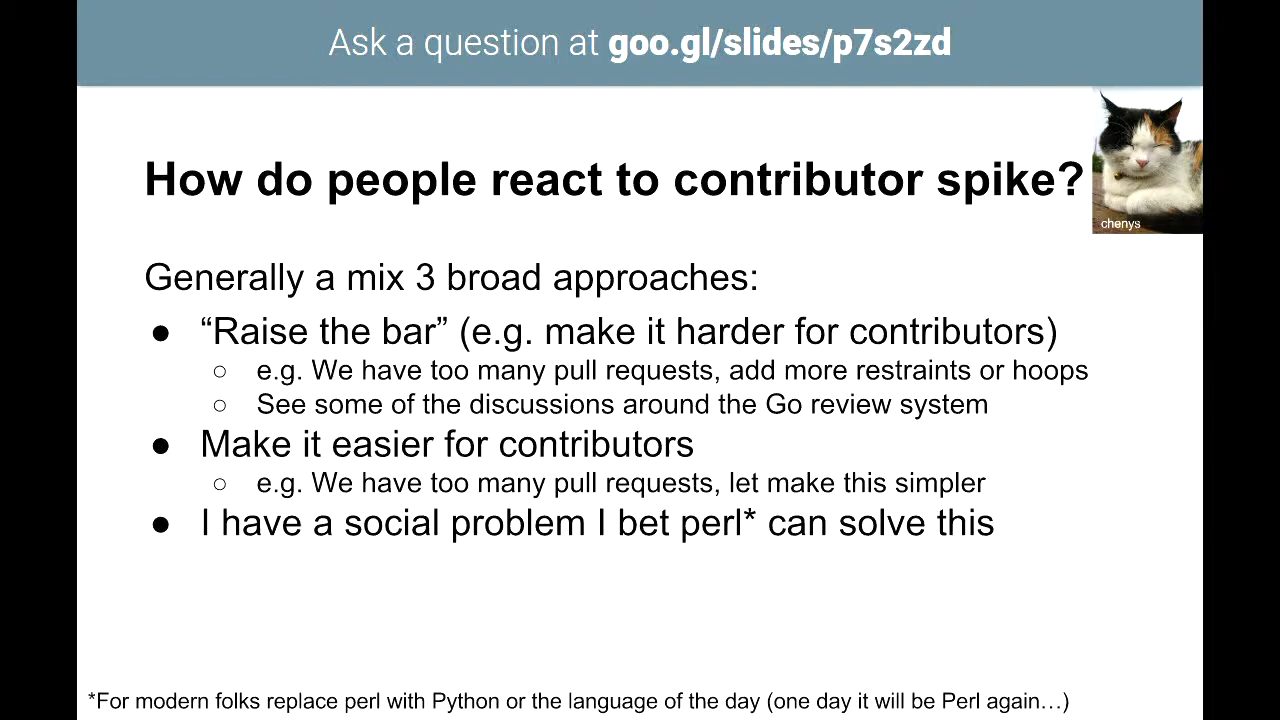 Ask a question at goo.gl/slides/p7s2zd
How do people react to contributor spike?
chenys
Generally a mix 3 broad approaches:
● “Raise the bar” (e.g. make it harder for contributors)
○ e.g. We have too many pull requests, add more restraints or hoops
○ See some of the discussions around the Go review system
● Make it easier for contributors
○ e.g. We have too many pull requests, let make this simpler
● I have a social problem I bet perl* can solve this
*For modern folks replace perl with Python or the language of the day (one day it will be Perl again…)